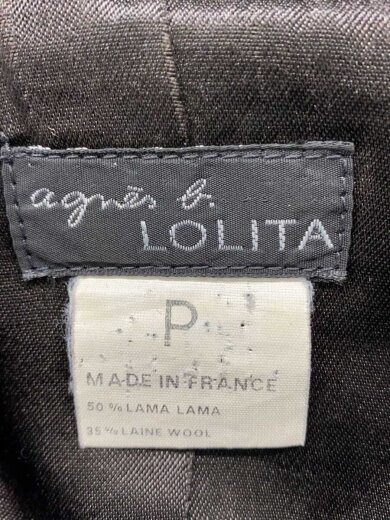 agnès b.
LOLITA
P
MADE IN FRANCE
50 % LAMA LAMA
35 % LAINE WOOL